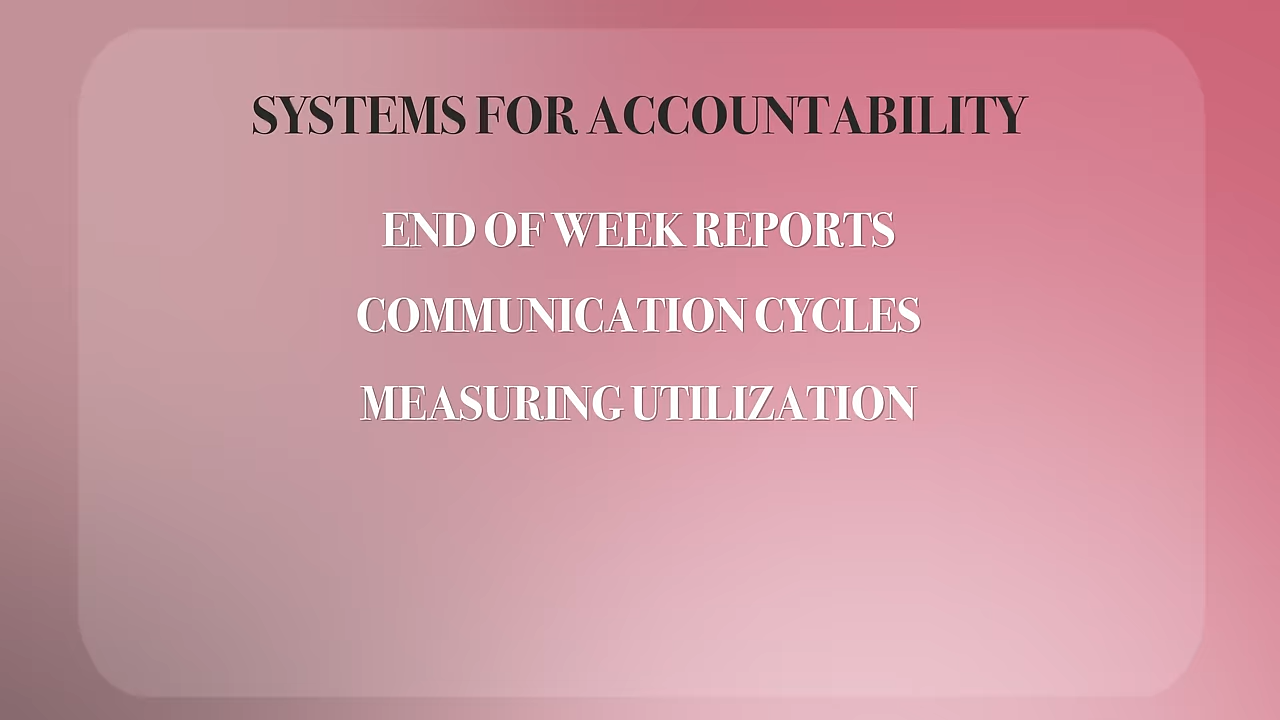 SYSTEMS FOR ACCOUNTABILITY
END OF WEEK REPORTS
COMMUNICATION CYCLES
MEASURING UTILIZATION